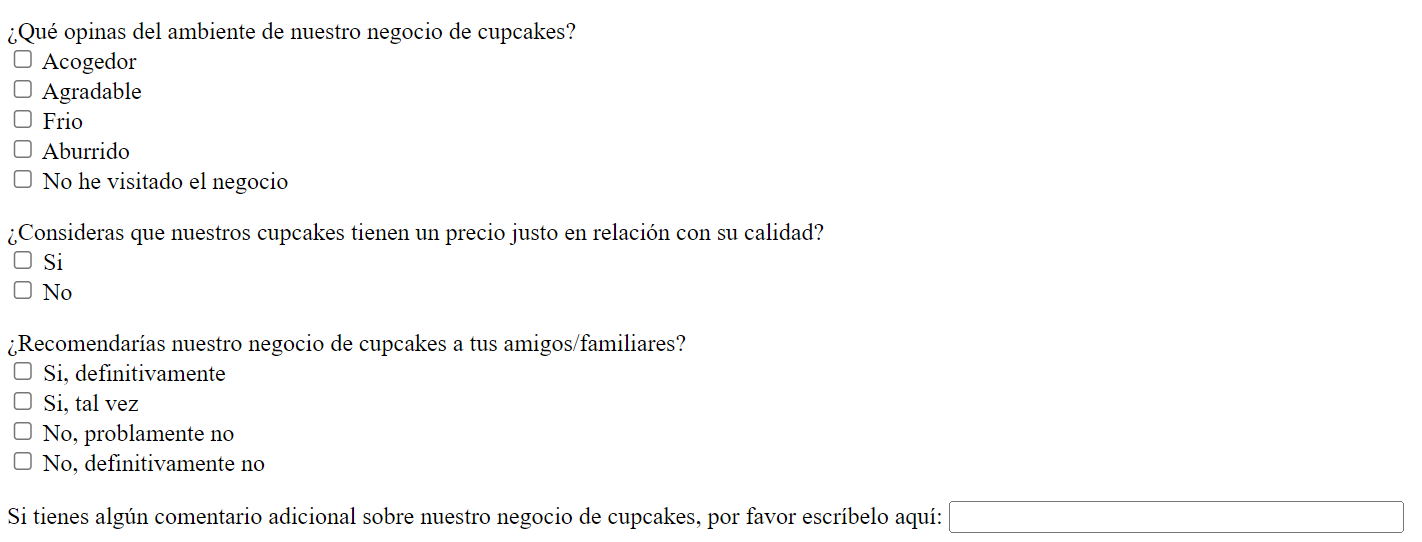 ¿Qué opinas del ambiente de nuestro negocio de cupcakes?
Acogedor
Agradable
Frio
Aburrido
No he visitado el negocio
¿Consideras que nuestros cupcakes tienen un precio justo en relación con su calidad?
Si
No
¿Recomendarías nuestro negocio de cupcakes a tus amigos/familiares?
Si, definitivamente
Si, tal vez
No, problamente no
No, definitivamente no
Si tienes algún comentario adicional sobre nuestro negocio de cupcakes, por favor escríbelo aquí: